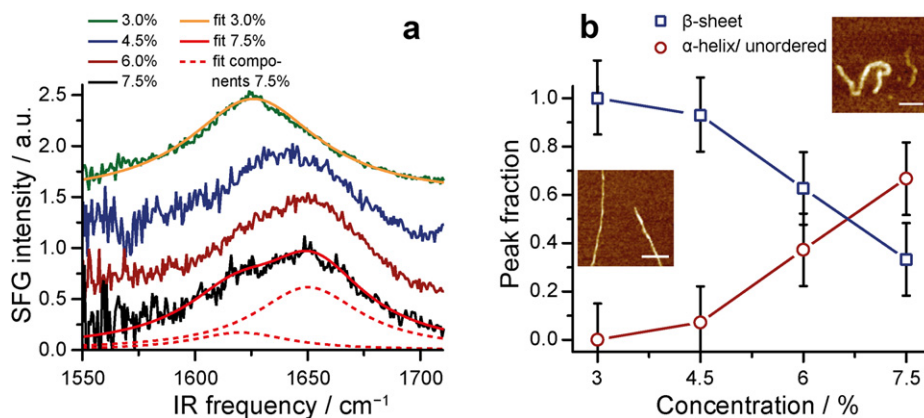 3.0%
fit 3.0%
4.5%
fit 7.5%
6.0%
fit compo-
7.5%
nents 7.5%
a
2.5
2.0
1.5
1.0
0.5
0.0
SFG intensity / a.u.
1550
1600
1650
1700
IR frequency / cm⁻¹
b
β-sheet
α-helix/ unordered
1.0
0.8
0.6
0.4
0.2
0.0
Peak fraction
3
4.5
6
7.5
Concentration / %